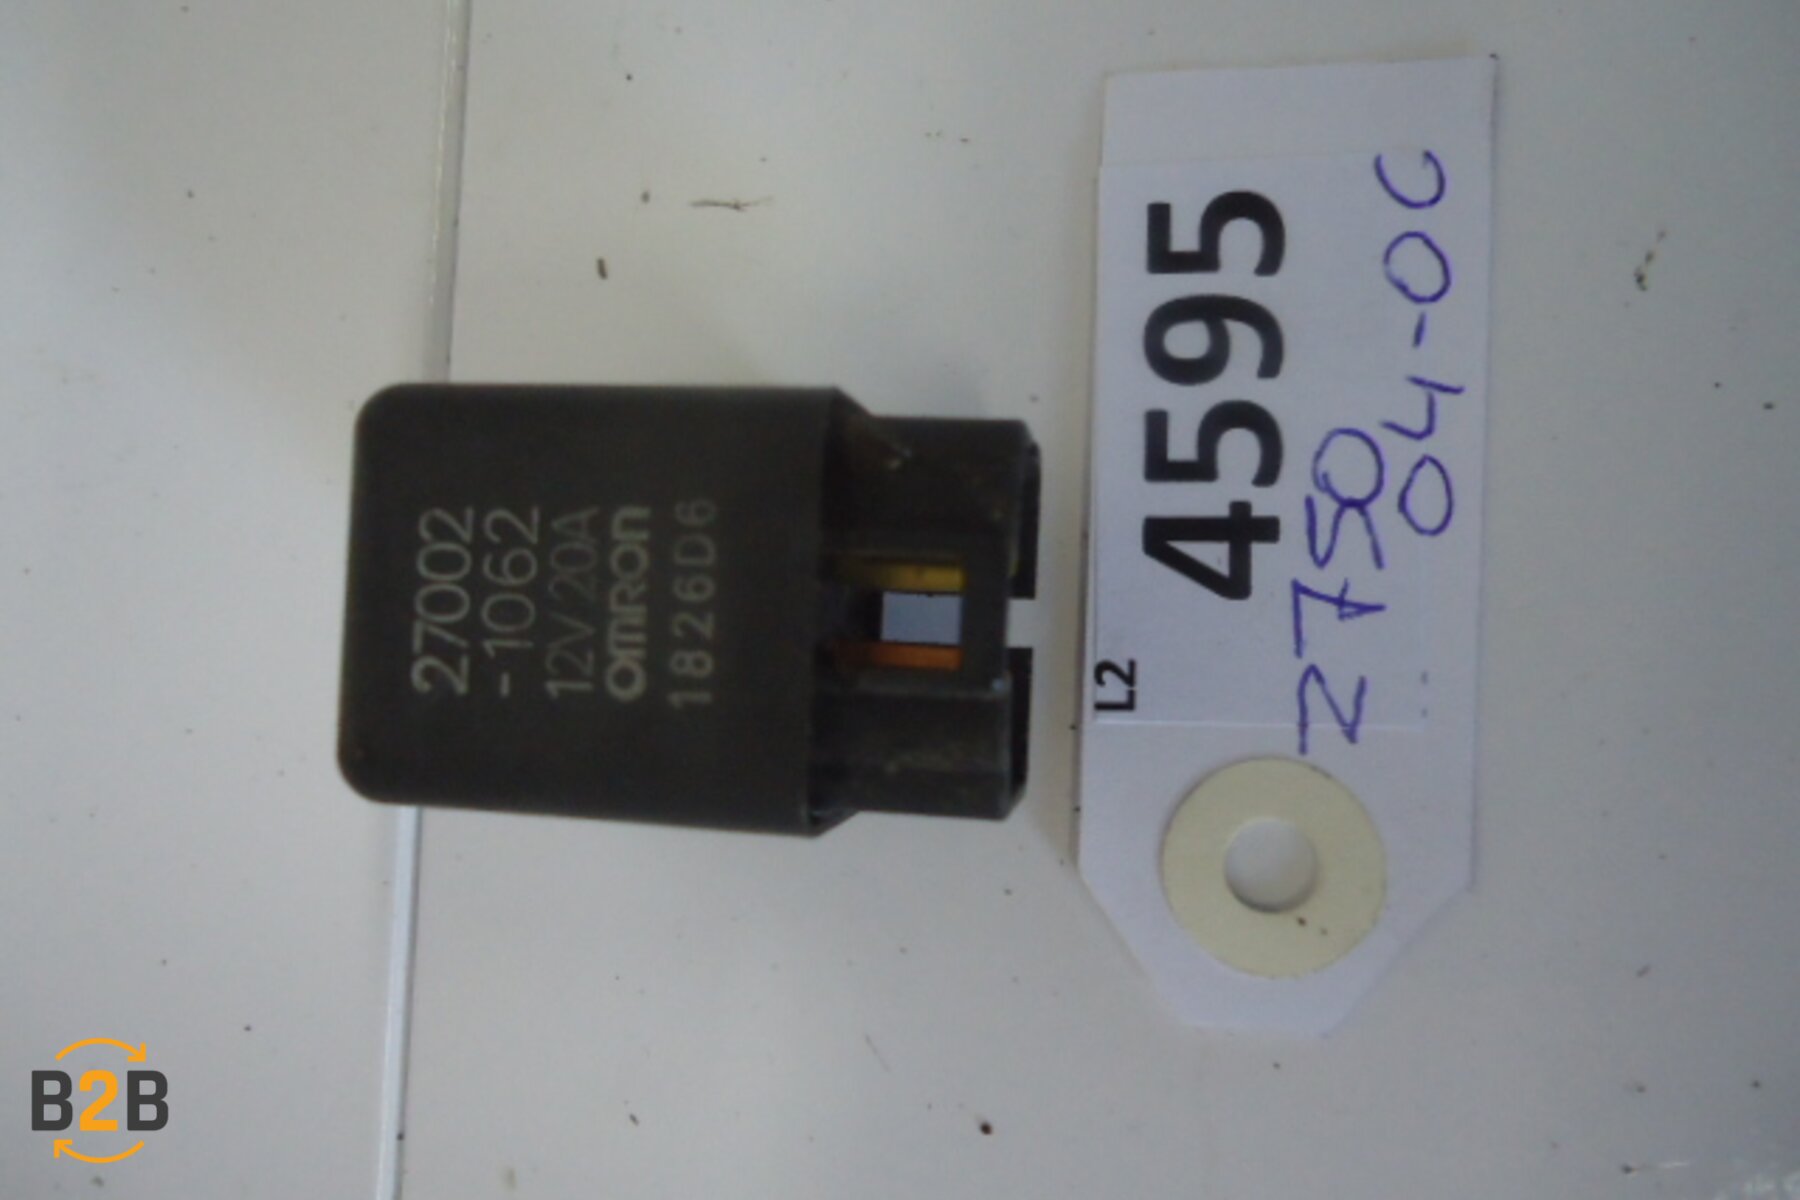 27002
-1062
12V 20A
omron
1826D6
4595
L2
Z750
04-06
B2B